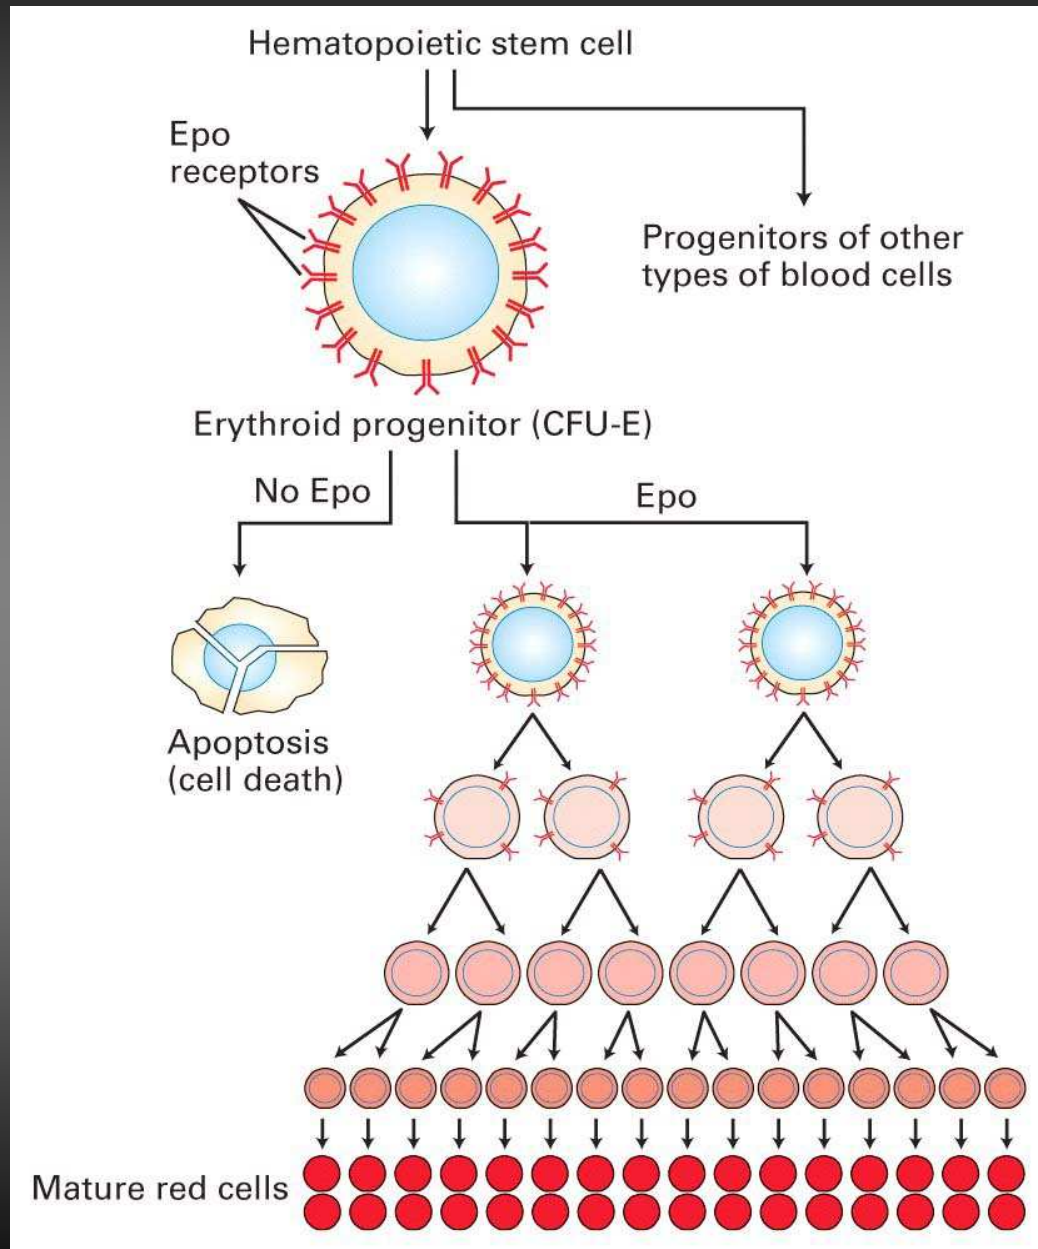 Hematopoietic stem cell
Epo
receptors
Progenitors of other
types of blood cells
Erythroid progenitor (CFU-E)
No Epo
Epo
Apoptosis
(cell death)
Mature red cells